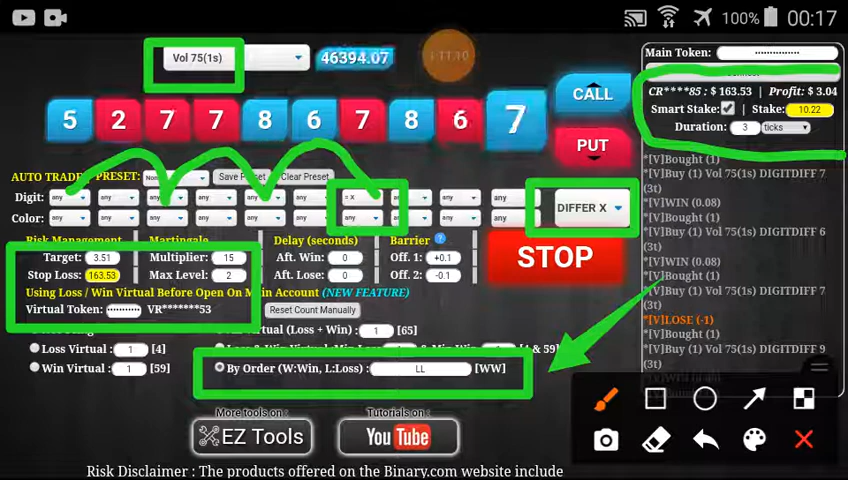 100% 00:17
Vol 75(1s) 46394.07 1:11:10
Main Token: ***************
CR****85 : $ 163.53 | Profit: $ 3.04
Smart Stake: | Stake: 10.22
Duration: 3 ticks
5 2 7 7 8 6 7 8 6 7
CALL
PUT
AUTO TRADE PRESET: Save Preset Clear Preset
Digit: any any any any any any = X any any any
Color: any any any any any any any any any any
DIFFER X
Risk Management Martingale Delay (seconds) Barrier ?
Target: 3.51 Multiplier: 15 Aft. Win: 0 Off. 1: +0.1
Stop Loss: 163.53 Max Level: 2 Aft. Loss: 0 Off. 2: -0.1
STOP
Using Loss / Win Virtual Before Open On Main Account (NEW FEATURE)
Virtual Token: *********** VR*******53 Reset Count Manually
Virtual (Loss + Win) : 1 [65]
Loss Virtual : 1 [4]
Win Virtual : 1 [59] By Order (W:Win, L:Loss) : LL [WW]
*[V]Bought (1)
*[V]Buy (1) Vol 75(1s) DIGITDIFF 7
(3t)
*[V]WIN (0.08)
*[V]Bought (1)
*[V]Buy (1) Vol 75(1s) DIGITDIFF 6
(3t)
*[V]WIN (0.08)
*[V]Bought (1)
*[V]Buy (1) Vol 75(1s) DIGITDIFF 7
(3t)
*[V]LOSE (-1)
*[V]Bought (1)
*[V]Buy (1) Vol 75(1s) DIGITDIFF 9
(3t)
More tools on : Tutorials on :
EZ Tools YouTube
Risk Disclaimer : The products offered on the Binary.com website include